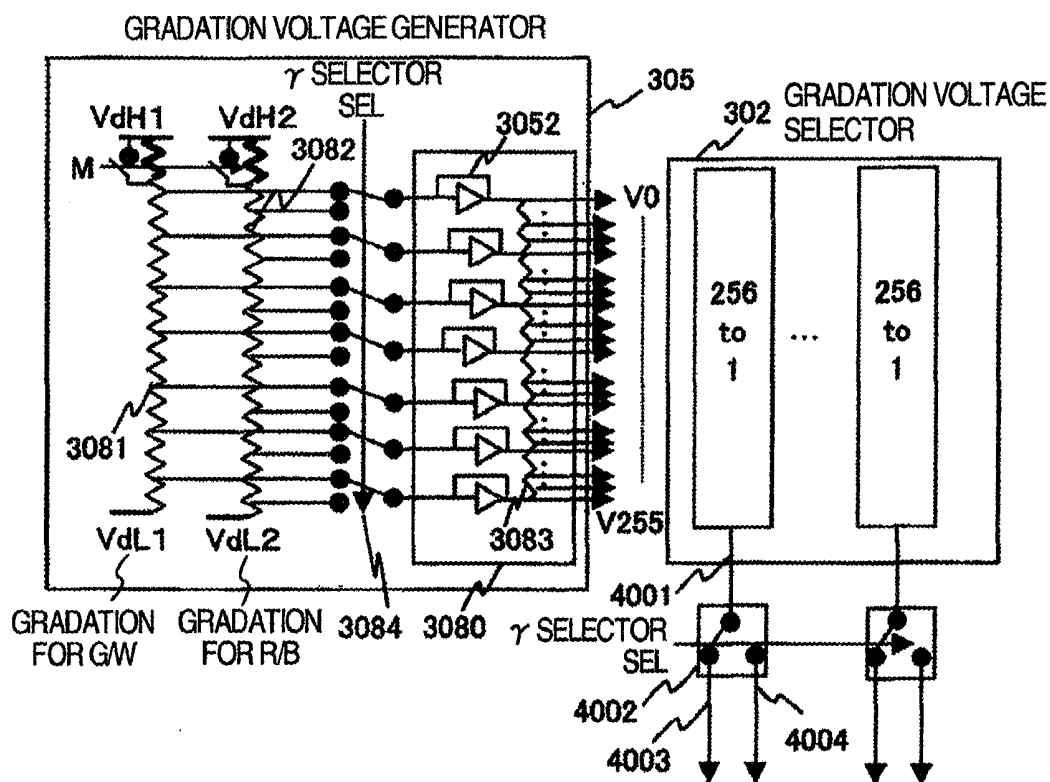 GRADATION VOLTAGE GENERATOR
γ SELECTOR
SEL
305
GRADATION VOLTAGE
SELECTOR
302
VdH1
VdH2
3082
3052
M
V0
256
to
1
...
256
to
1
3081
3083
V255
VdL1
VdL2
4001
GRADATION
FOR G/W
GRADATION
FOR R/B
3084
3080
γ SELECTOR
SEL
4002
4003
4004